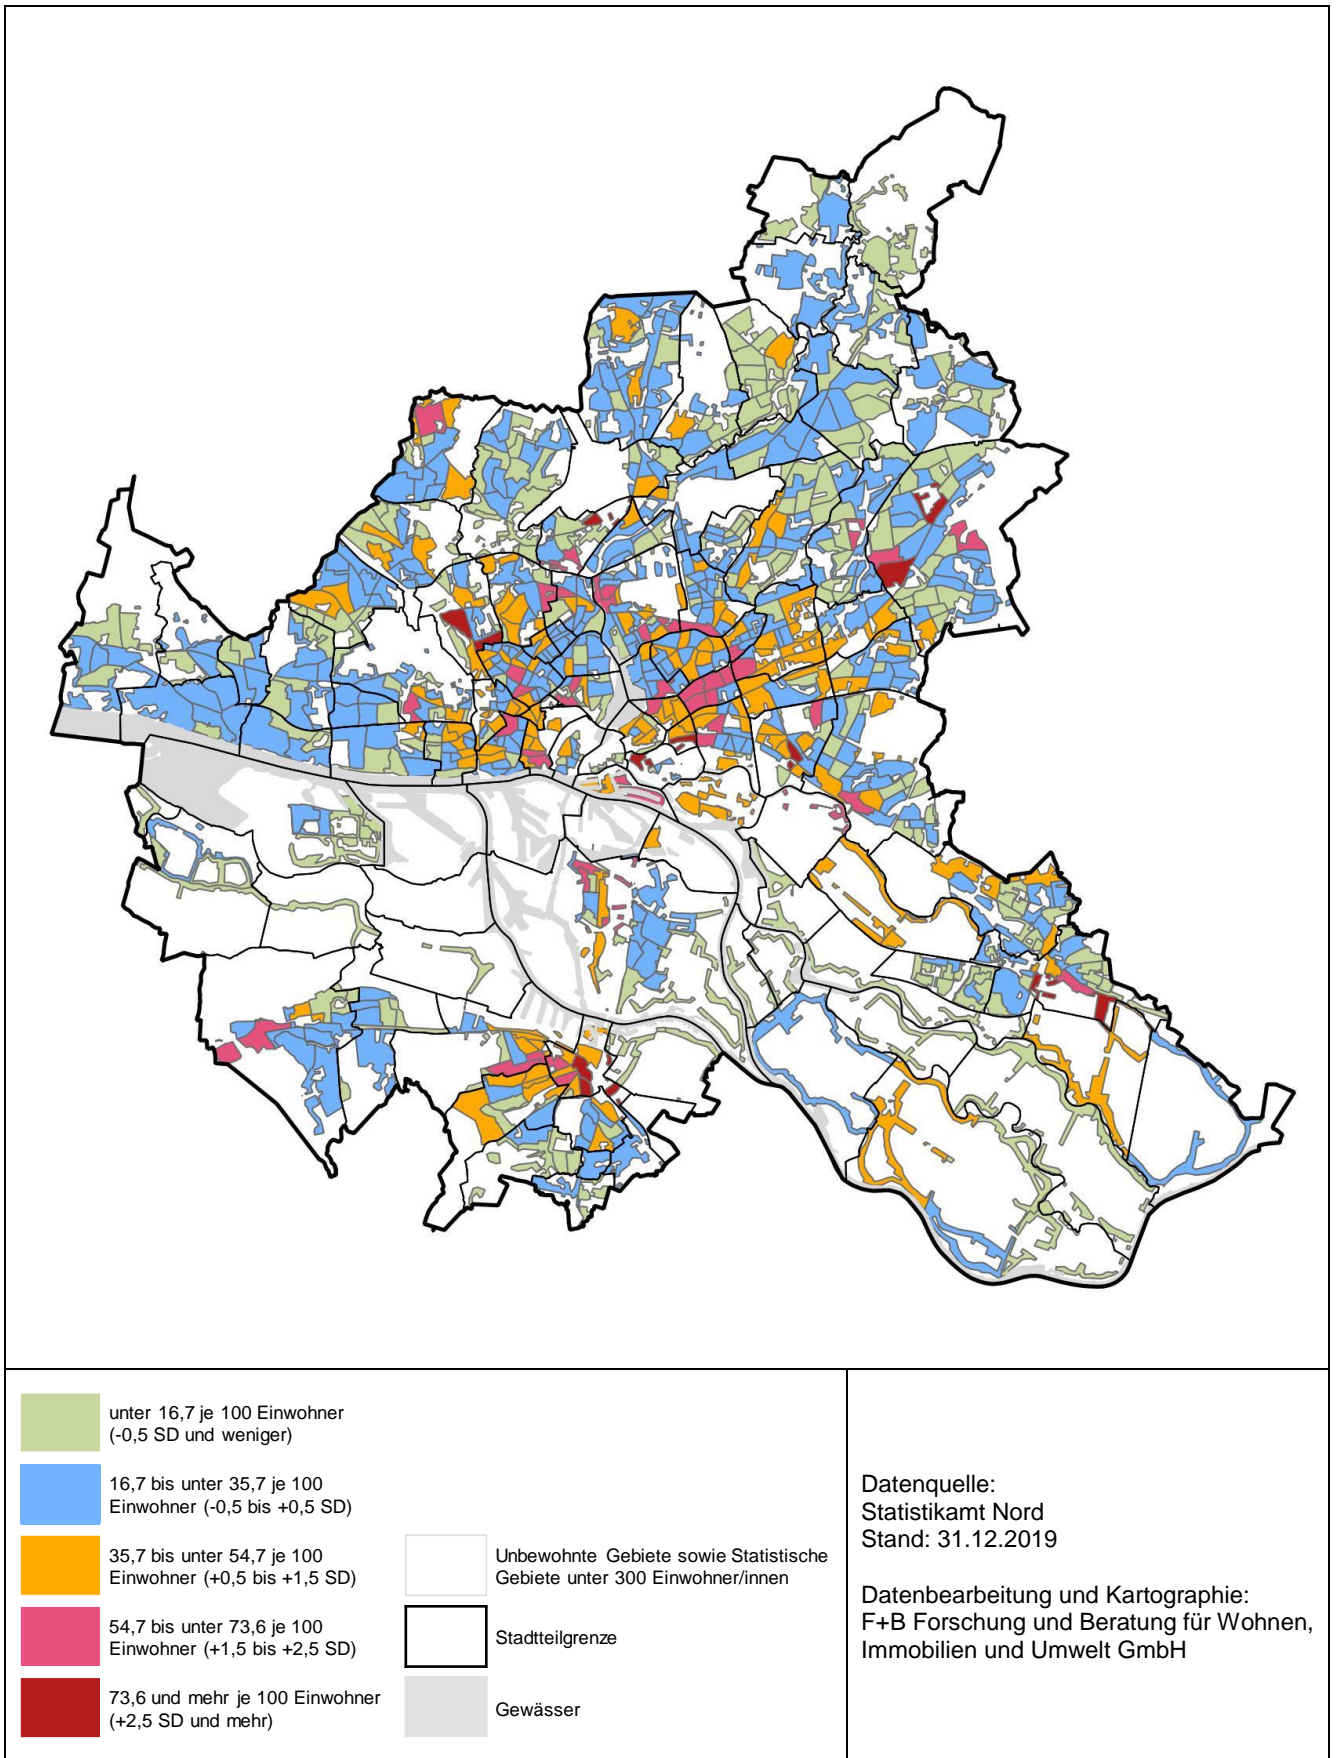 unter 16,7 je 100 Einwohner
(-0,5 SD und weniger)
16,7 bis unter 35,7 je 100
Einwohner (-0,5 bis +0,5 SD)
35,7 bis unter 54,7 je 100
Einwohner (+0,5 bis +1,5 SD)
54,7 bis unter 73,6 je 100
Einwohner (+1,5 bis +2,5 SD)
73,6 und mehr je 100 Einwohner
(+2,5 SD und mehr)
Unbewohnte Gebiete sowie Statistische
Gebiete unter 300 Einwohner/innen
Stadtteilgrenze
Gewässer
Datenquelle:
Statistikamt Nord
Stand: 31.12.2019
Datenbearbeitung und Kartographie:
F+B Forschung und Beratung für Wohnen,
Immobilien und Umwelt GmbH